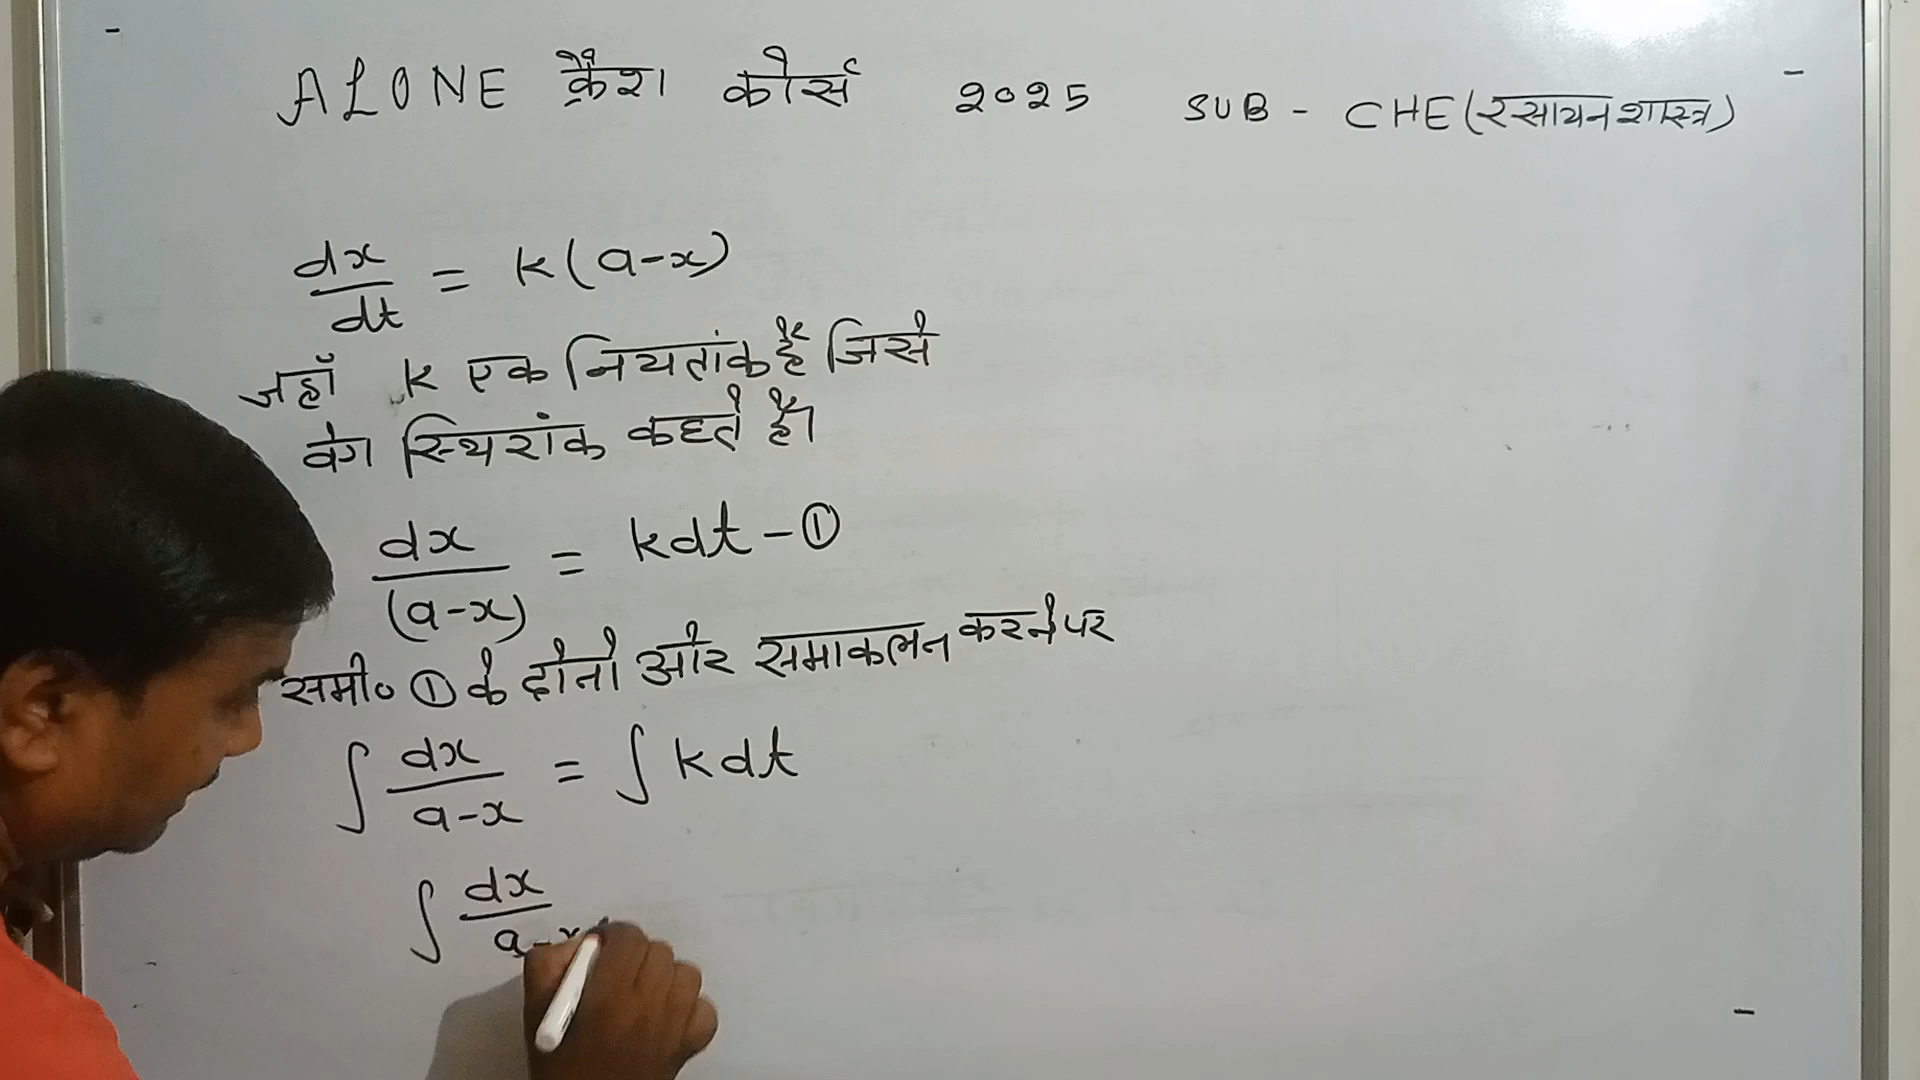 ALONE क्रैश कोर्स 2025 SUB - CHE (रसायनशास्त्र)
dx/dt = k(a-x)
जहाँ k एक नियतांक है जिसे
वेग स्थिरांक कहते हैं।
dx/(a-x) = kdt - ①
समी० ① के दोनो ओर समाकलन करने पर
∫ dx/a-x = ∫ kdt
∫ dx/a-x